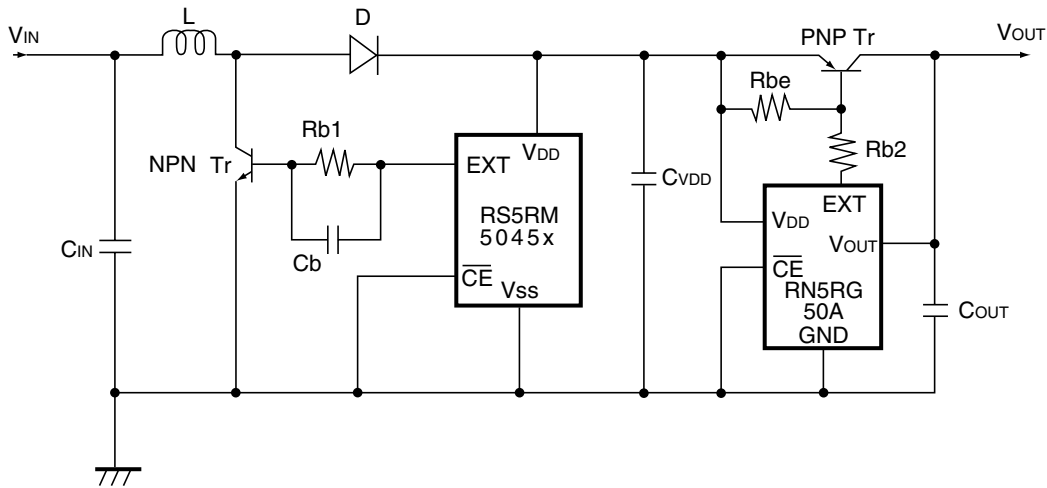 VIN
L
D
PNP Tr
VOUT
Rbe
Rb1
Rb2
NPN Tr
EXT
VDD
RS5RM
5045x
CE
Vss
Cb
CIN
CVDD
EXT
VDD
VOUT
CE
RN5RG
50A
GND
COUT